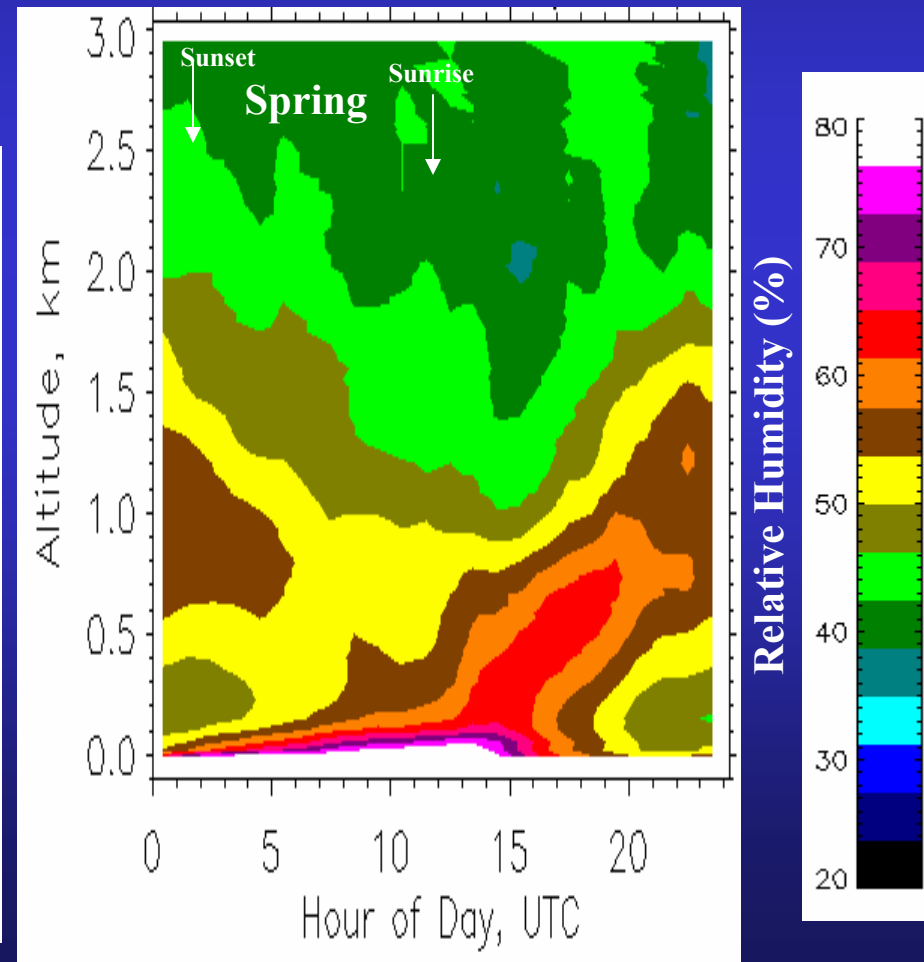 Sunset
Sunrise
Spring
3.0
2.5
2.0
1.5
1.0
0.5
0.0
Altitude, km
0 5 10 15 20
Hour of Day, UTC
Relative Humidity (%)
80
70
60
50
40
30
20